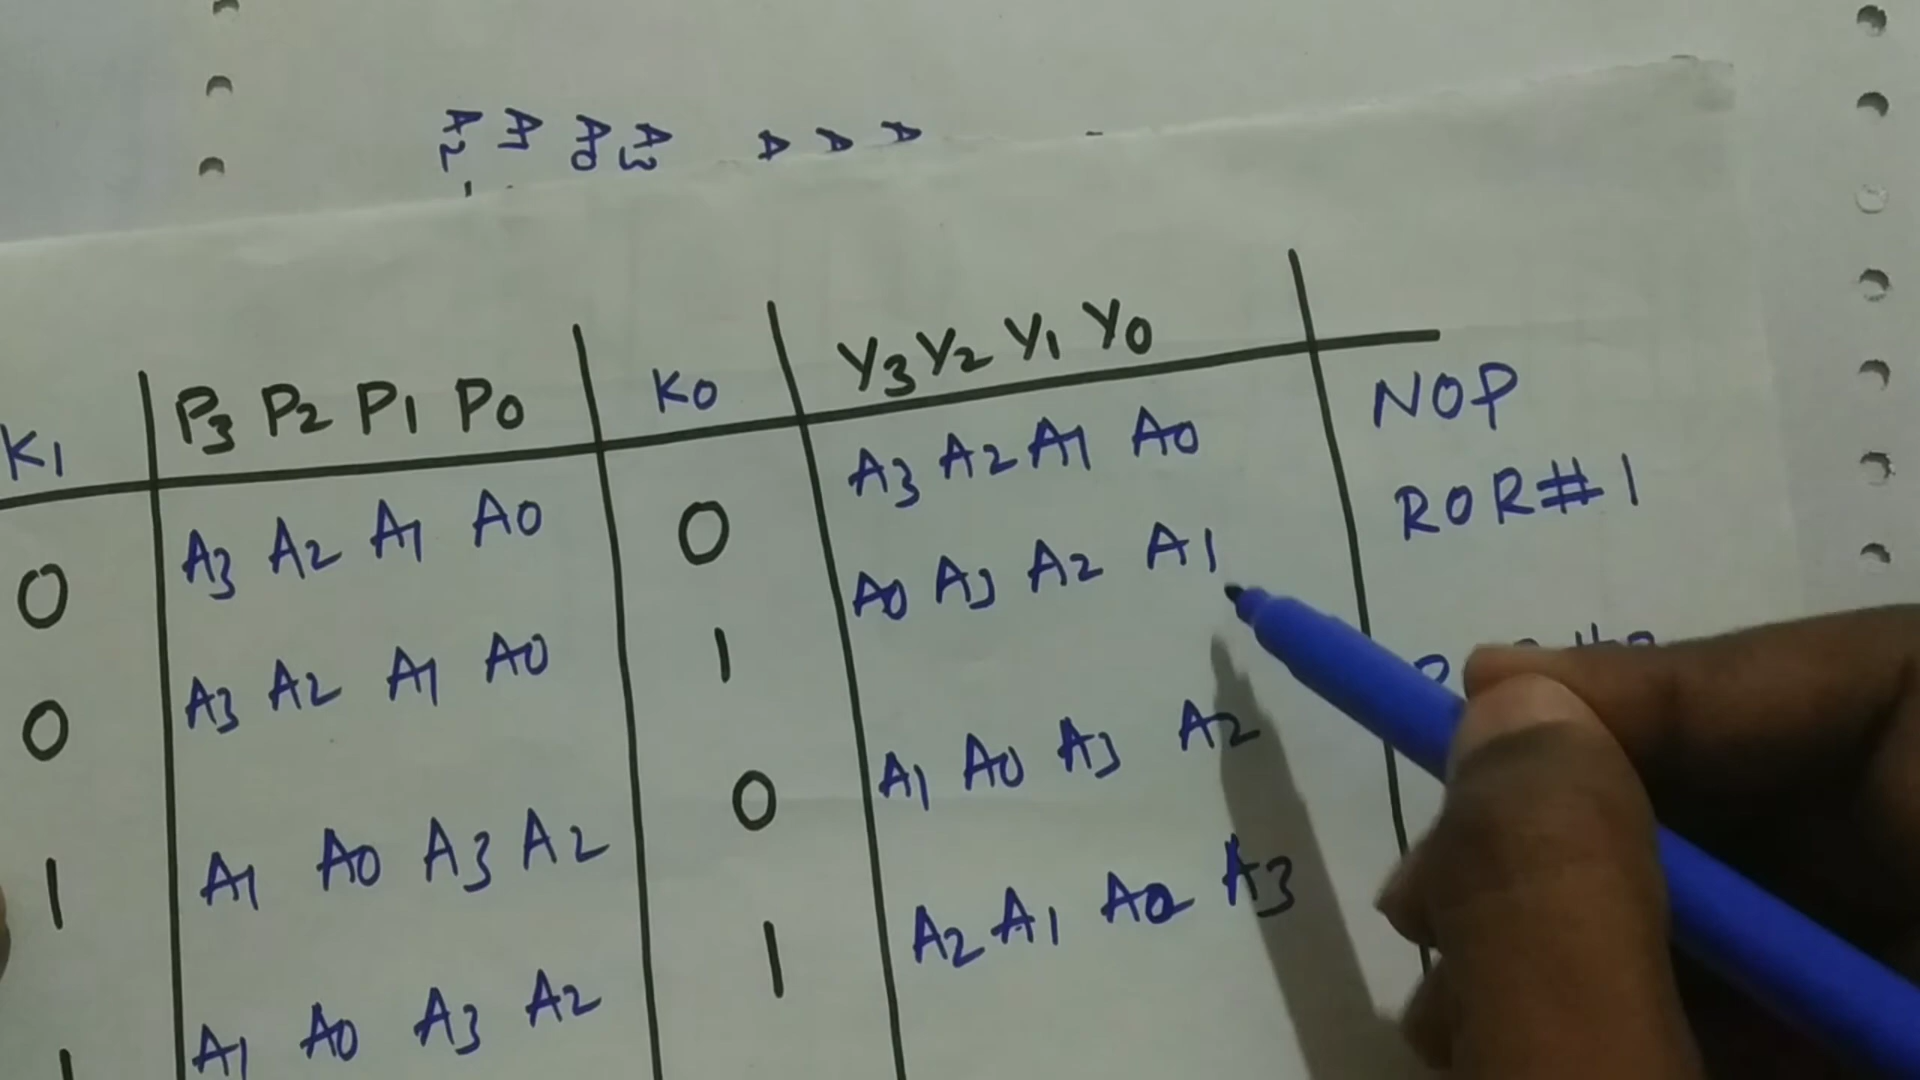 K1 P3 P2 P1 P0 K0 Y3 Y2 Y1 Y0
0 A3 A2 A1 A0 0 A3 A2 A1 A0 NOP
0 A3 A2 A1 A0 1 A0 A3 A2 A1 ROR#1
1 A1 A0 A3 A2 0 A1 A0 A3 A2
1 A1 A0 A3 A2 1 A2 A1 A0 A3